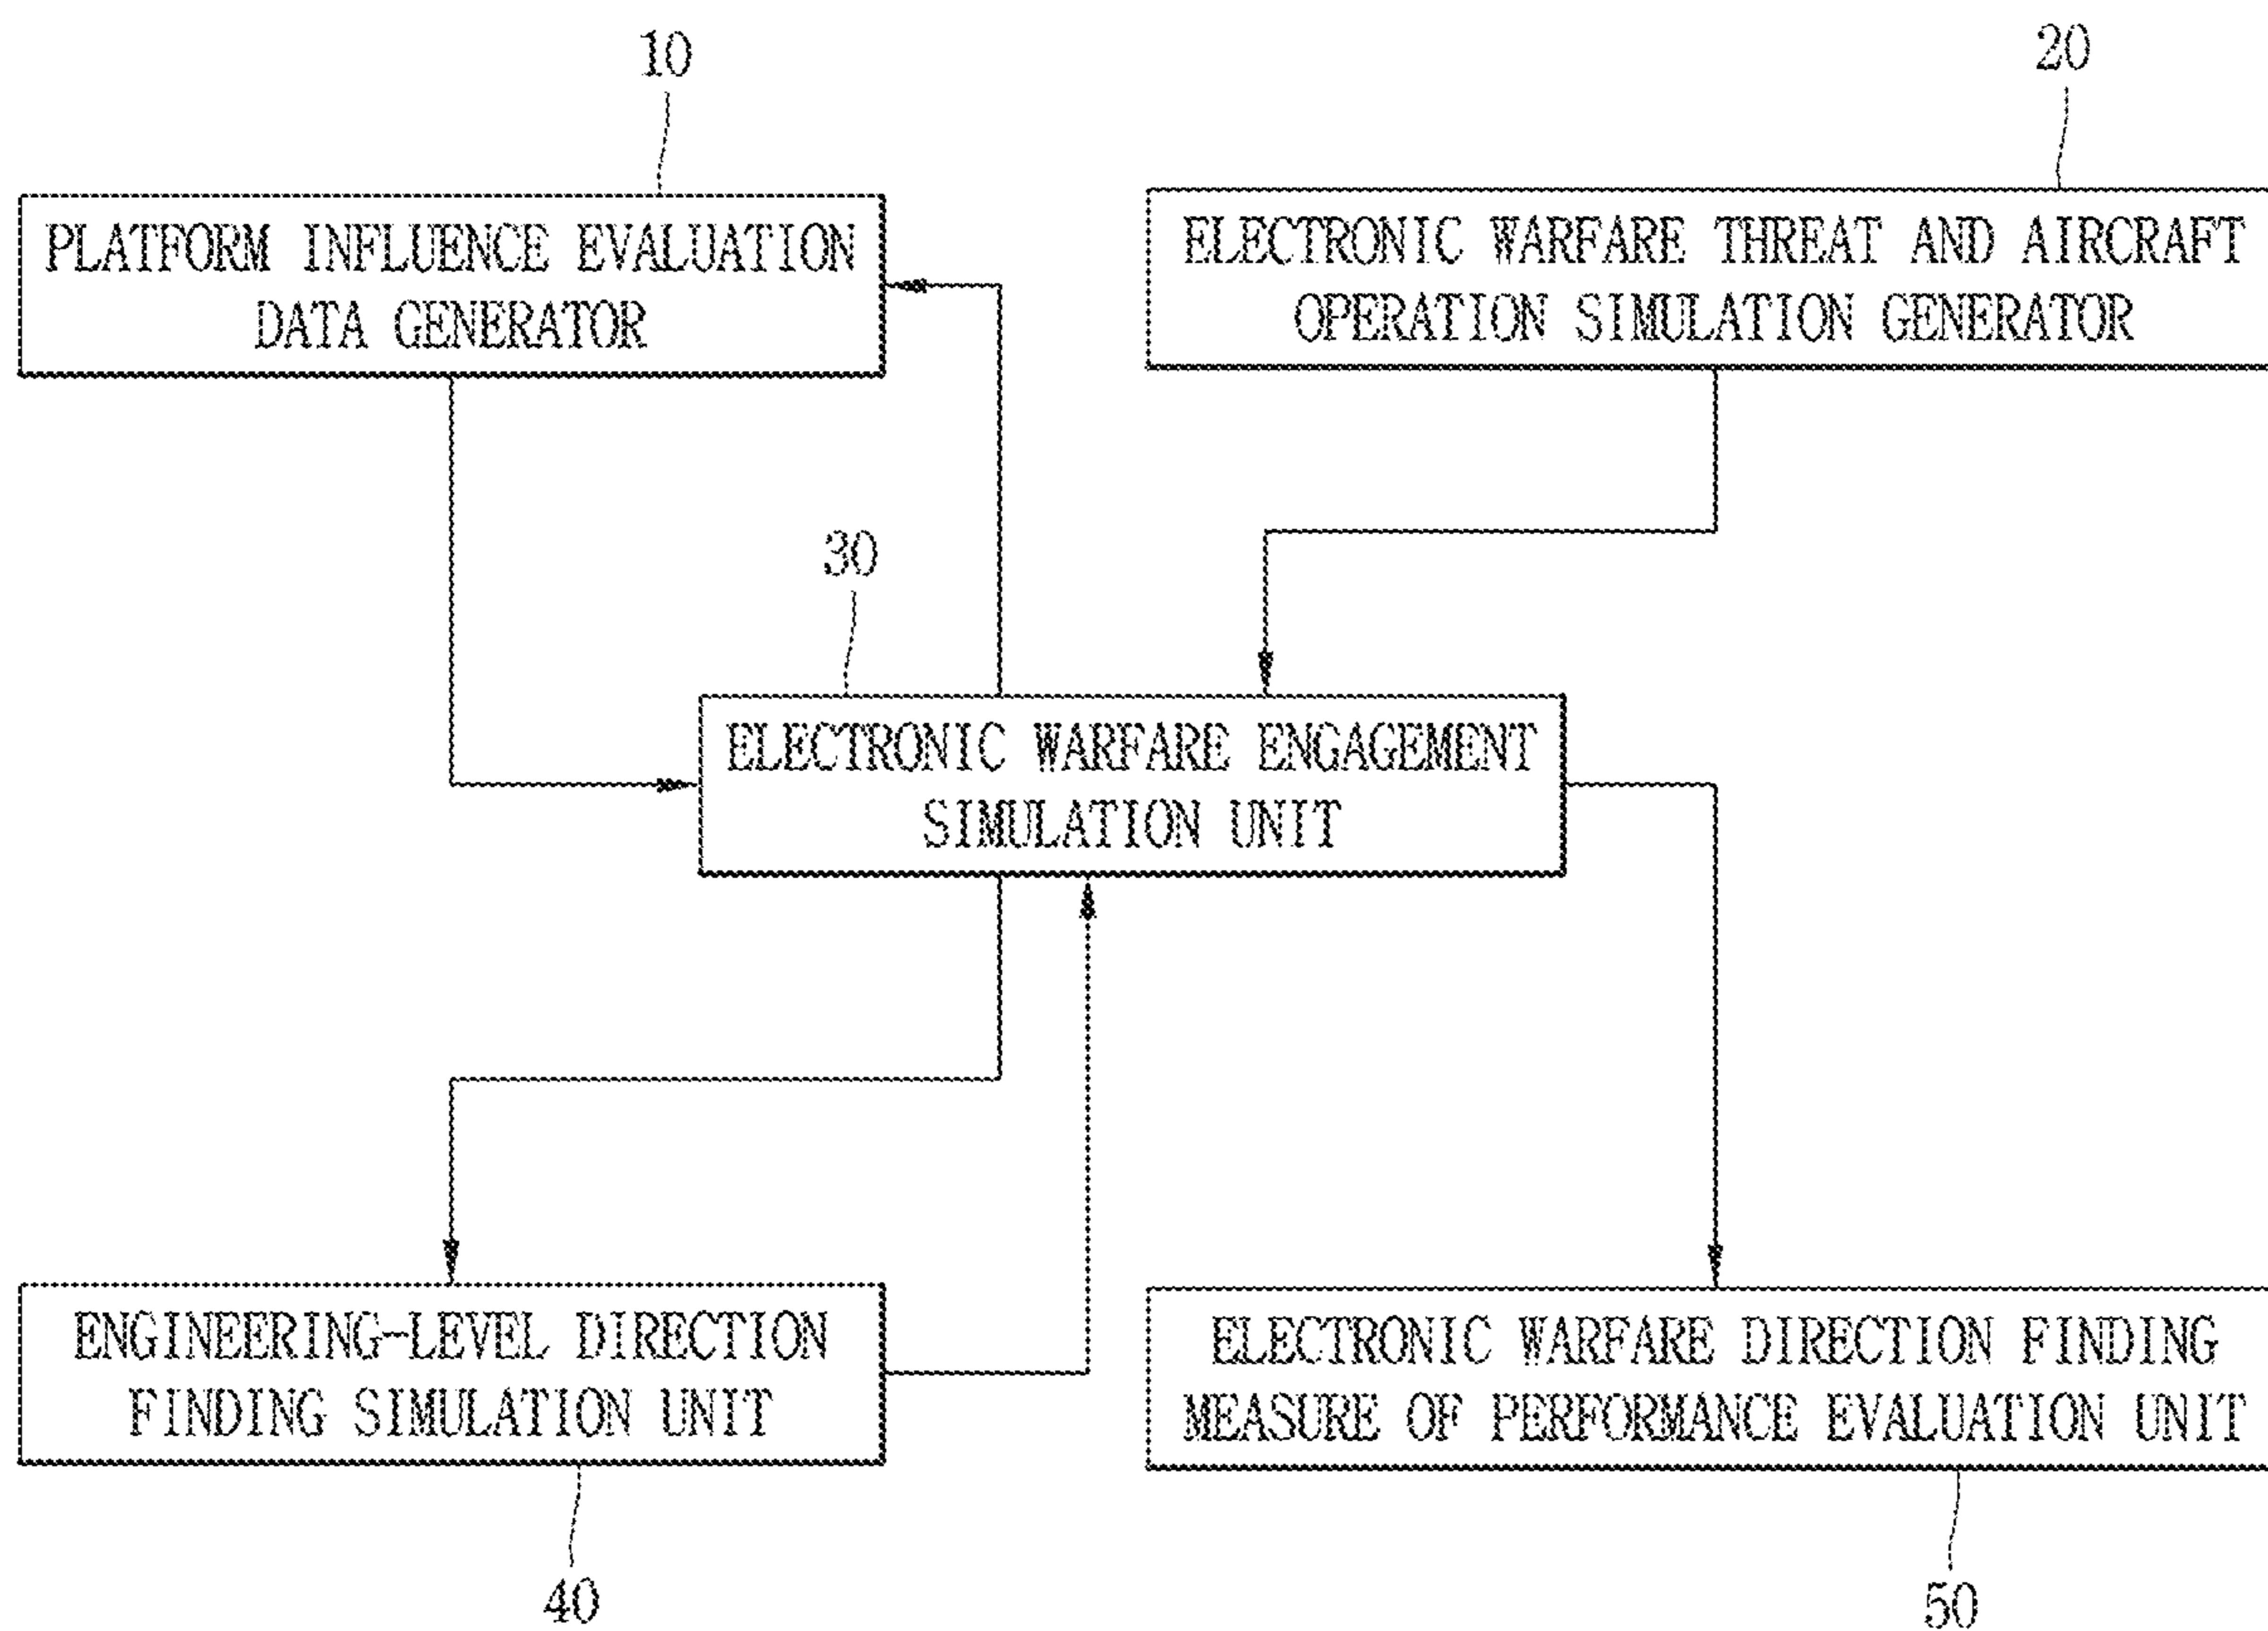 10
20
PLATFORM INFLUENCE EVALUATION
DATA GENERATOR
ELECTRONIC WARFARE THREAT AND AIRCRAFT
OPERATION SIMULATION GENERATOR
30
ELECTRONIC WARFARE ENGAGEMENT
SIMULATION UNIT
ENGINEERING-LEVEL DIRECTION
FINDING SIMULATION UNIT
ELECTRONIC WARFARE DIRECTION FINDING
MEASURE OF PERFORMANCE EVALUATION UNIT
40
50